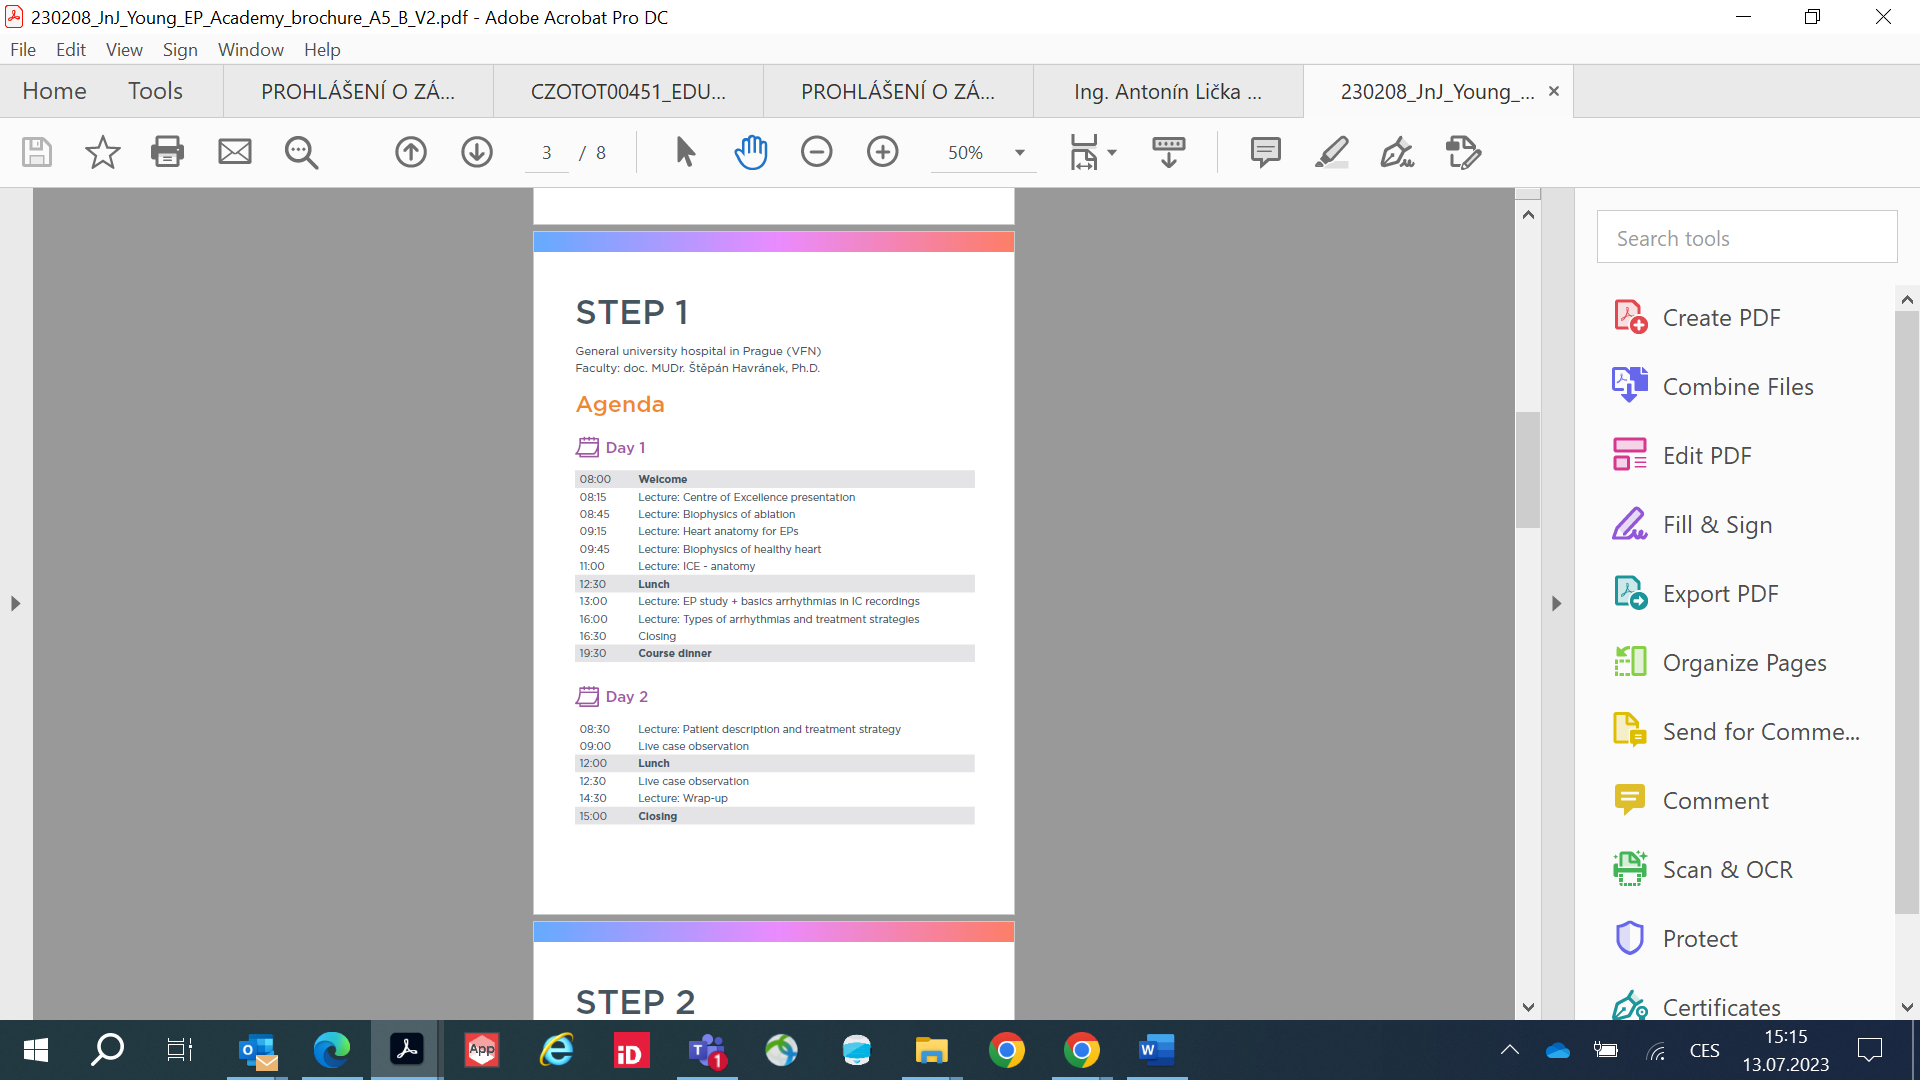 230208_JnJ_Young_EP_Academy_brochure_A5_B_V2.pdf - Adobe Acrobat Pro DC
File Edit View Sign Window Help
Home Tools PROHLÁŠENÍ O ZÁ... CZOTOT00451_EDU... PROHLÁŠENÍ O ZÁ... Ing. Antonín Lička ... 230208_JnJ_Young_...
3 / 8 50%
STEP 1
General university hospital in Prague (VFN)
Faculty: doc. MUDr. Štěpán Havránek, Ph.D.
Agenda
Day 1
08:00 Welcome
08:15 Lecture: Centre of Excellence presentation
08:45 Lecture: Biophysics of ablation
09:15 Lecture: Heart anatomy for EPs
09:45 Lecture: Biophysics of healthy heart
11:00 Lecture: ICE - anatomy
12:30 Lunch
13:00 Lecture: EP study + basics arrhythmias in IC recordings
16:00 Lecture: Types of arrhythmias and treatment strategies
16:30 Closing
19:30 Course dinner
Day 2
08:30 Lecture: Patient description and treatment strategy
09:00 Live case observation
12:00 Lunch
12:30 Live case observation
14:30 Lecture: Wrap-up
15:00 Closing
STEP 2
Search tools
Create PDF
Combine Files
Edit PDF
Fill & Sign
Export PDF
Organize Pages
Send for Comme...
Comment
Scan & OCR
Protect
Certificates
App
iD
1
CES
15:15
13.07.2023